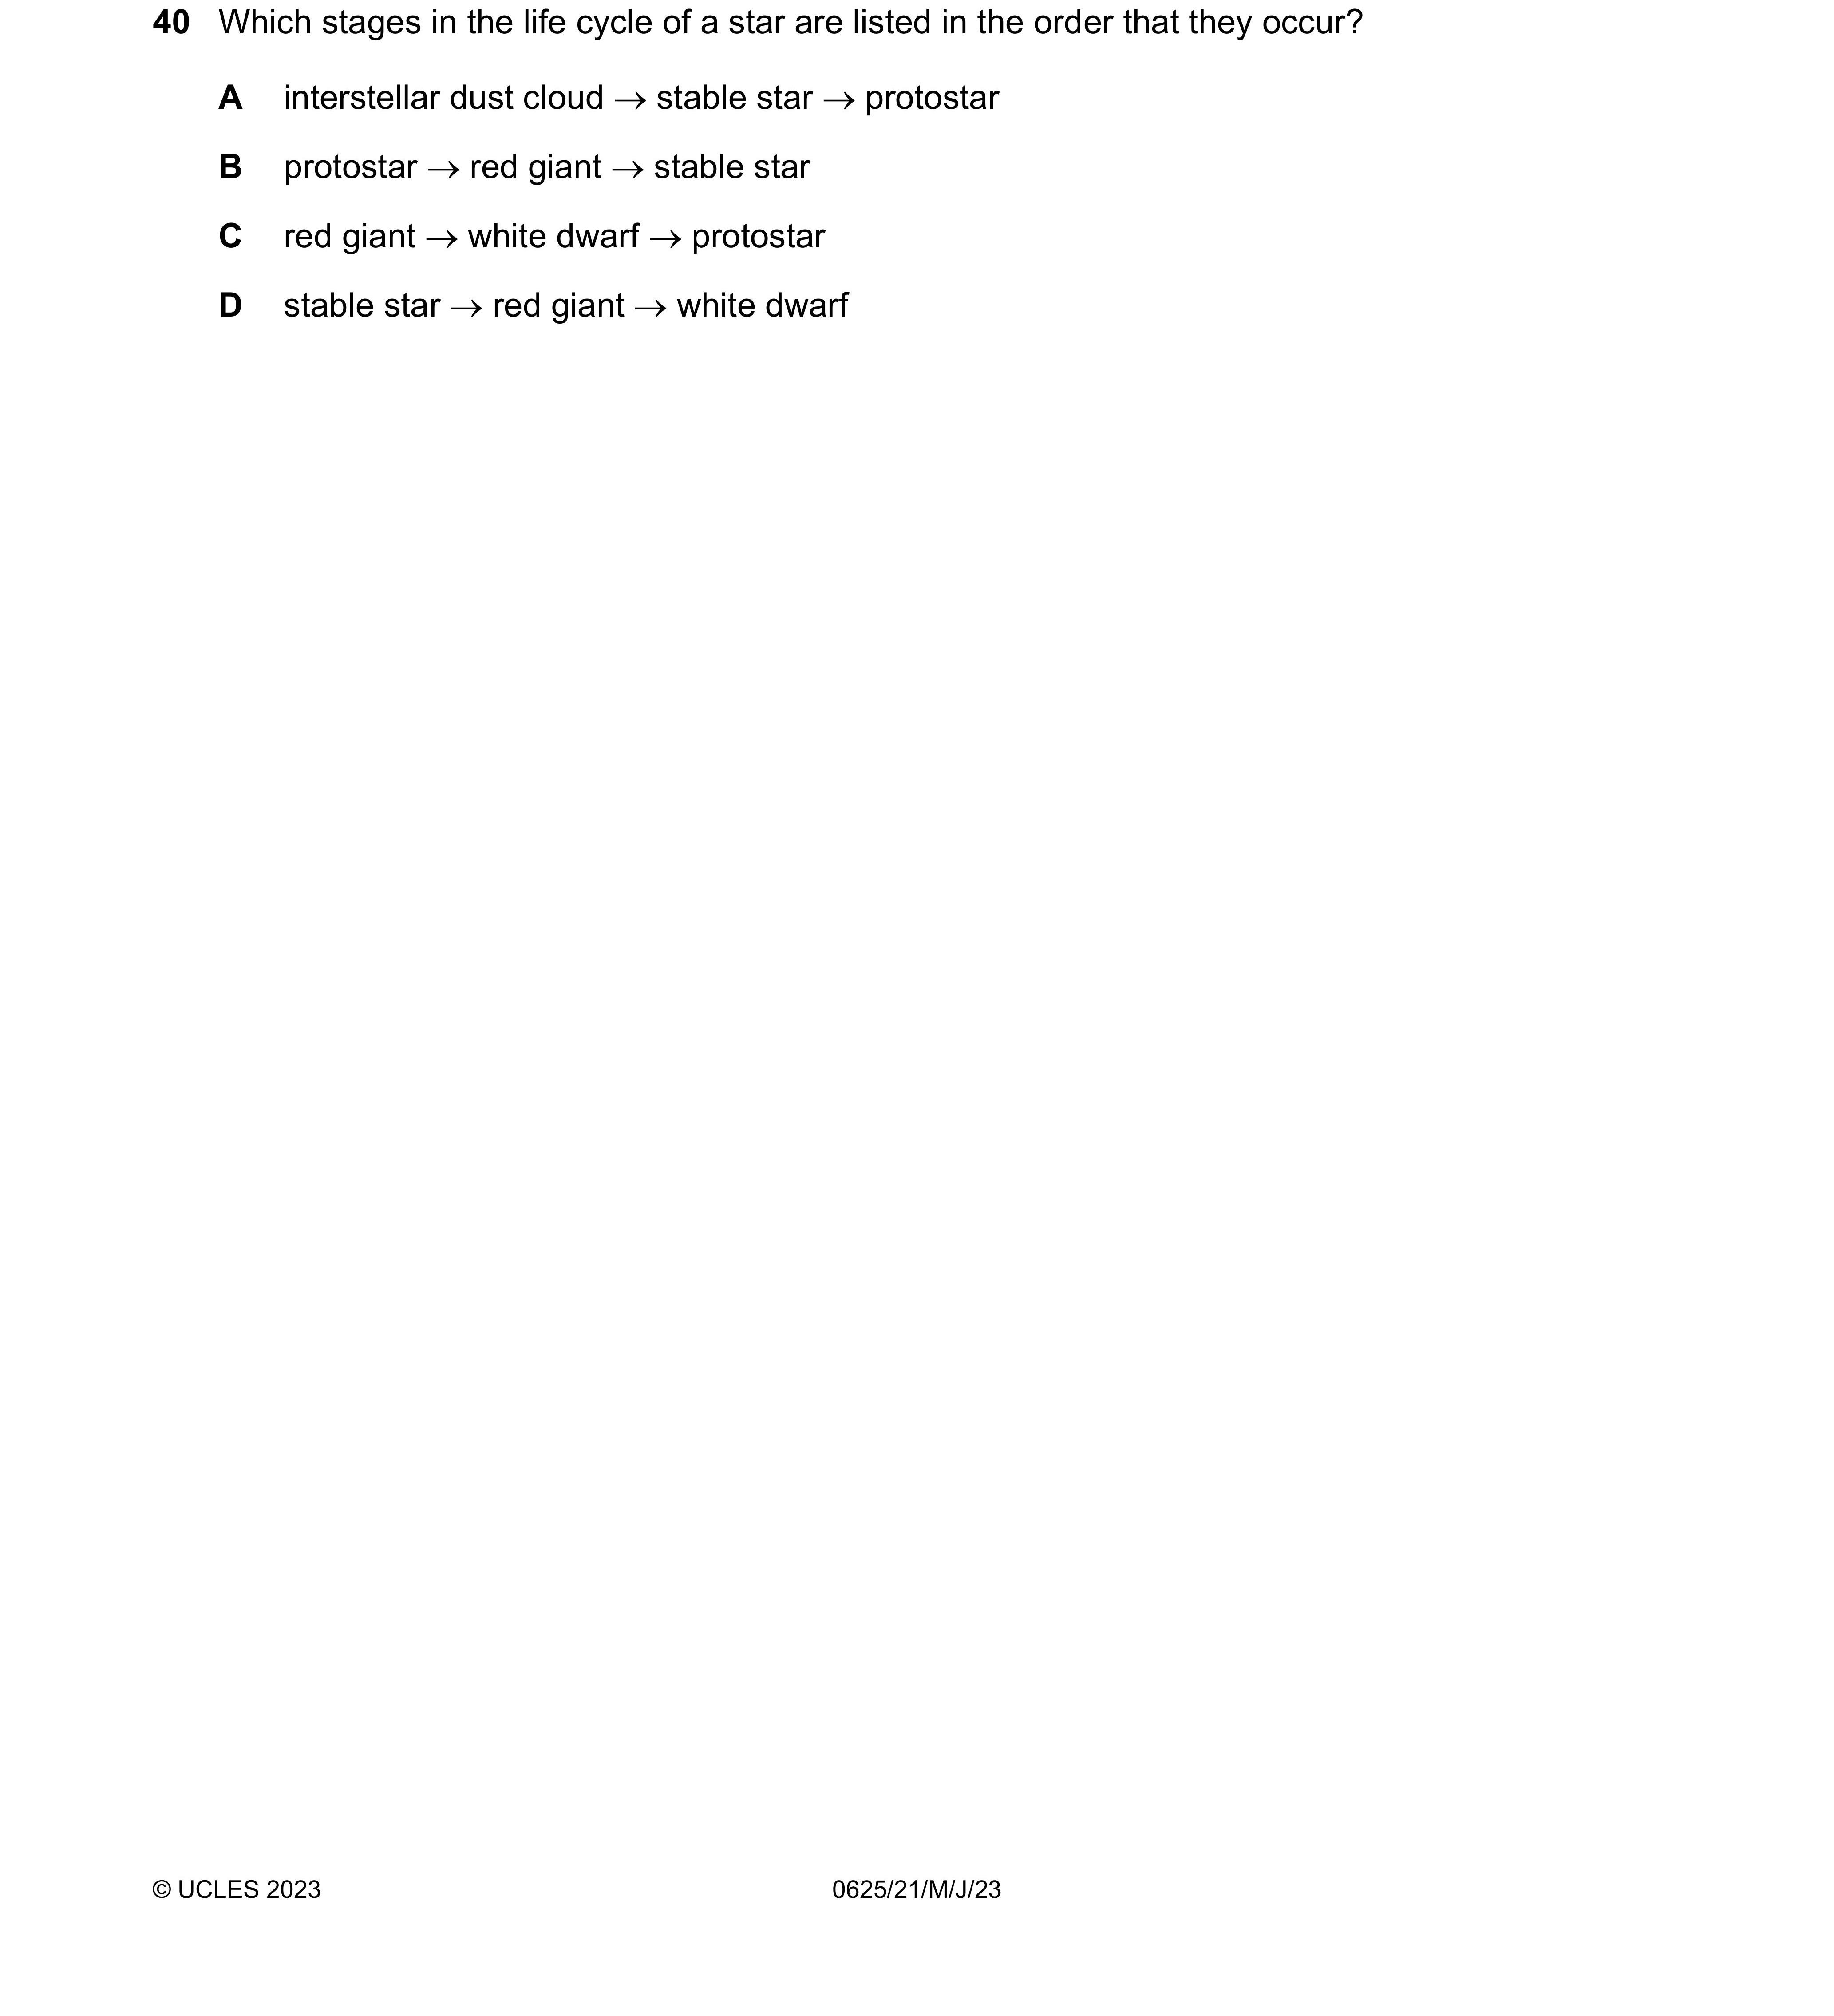 40 Which stages in the life cycle of a star are listed in the order that they occur?
A interstellar dust cloud → stable star → protostar
B protostar → red giant → stable star
C red giant → white dwarf → protostar
D stable star → red giant → white dwarf
© UCLES 2023 0625/21/M/J/23